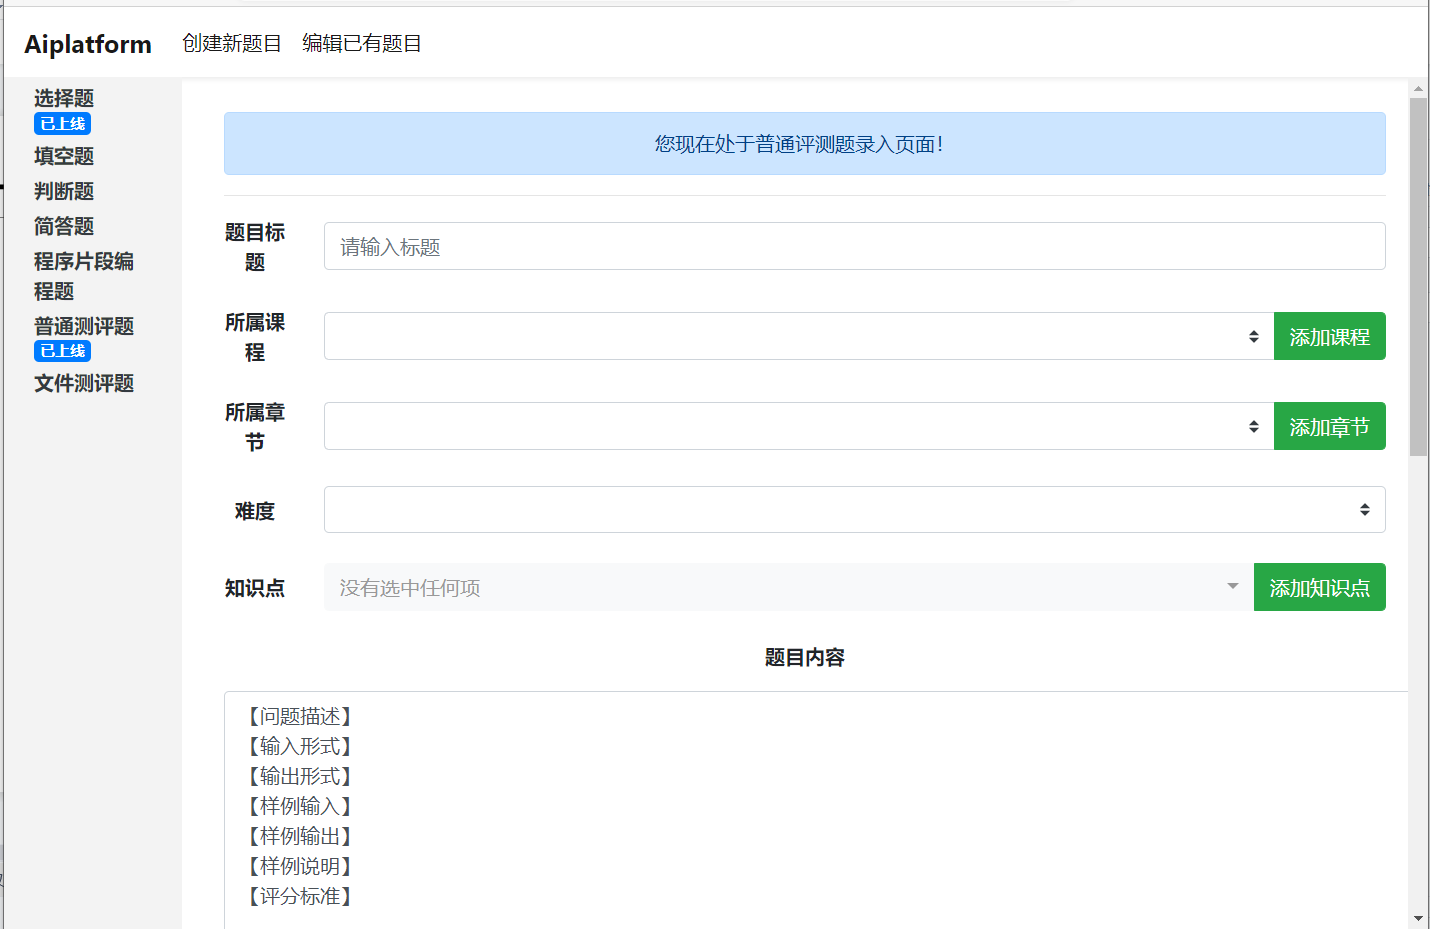 Aiplatform 创建新题目 编辑已有题目
选择题
已上线
填空题
判断题
简答题
程序片段编
程题
普通测评题
已上线
文件测评题
您现在处于普通评测题录入页面！
题目标
题
请输入标题
所属课
程
添加课程
所属章
节
添加章节
难度
知识点
没有选中任何项
添加知识点
题目内容
【问题描述】
【输入形式】
【输出形式】
【样例输入】
【样例输出】
【样例说明】
【评分标准】